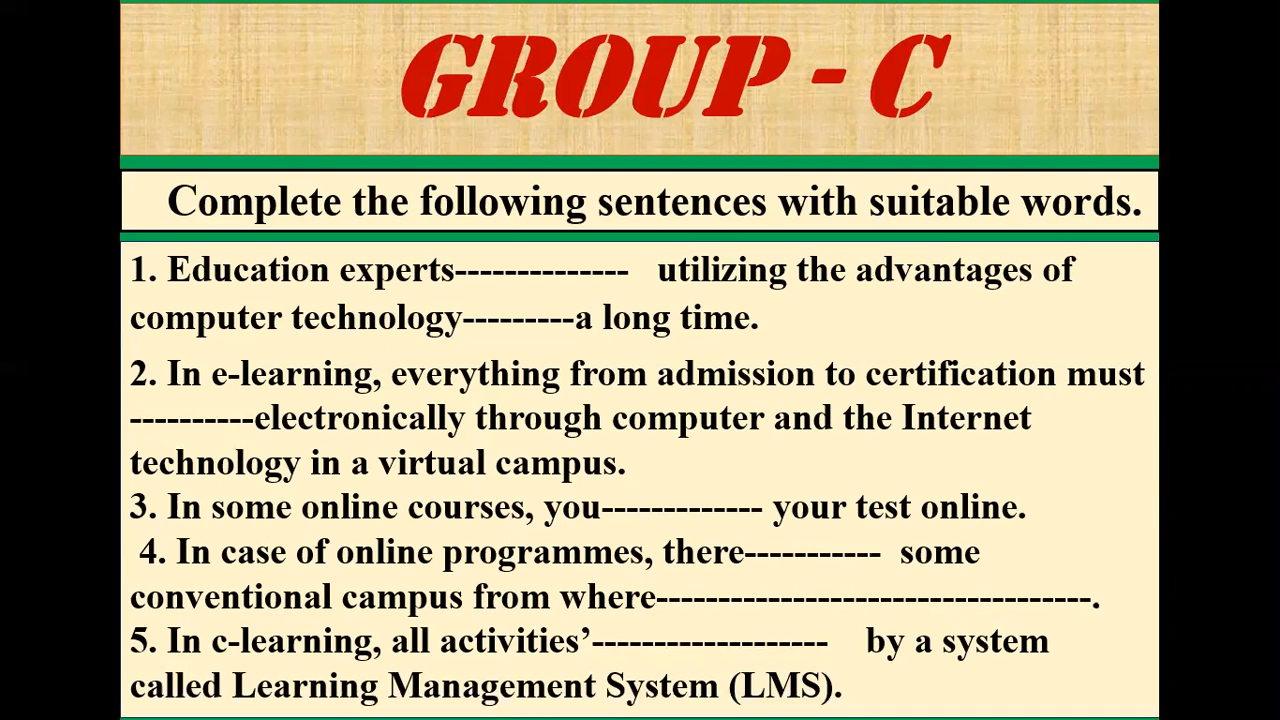 GROUP - C
Complete the following sentences with suitable words.
1. Education experts-------------- utilizing the advantages of
computer technology---------a long time.
2. In e-learning, everything from admission to certification must
----------electronically through computer and the Internet
technology in a virtual campus.
3. In some online courses, you------------- your test online.
4. In case of online programmes, there----------- some
conventional campus from where-----------------------------------.
5. In c-learning, all activities’------------------- by a system
called Learning Management System (LMS).